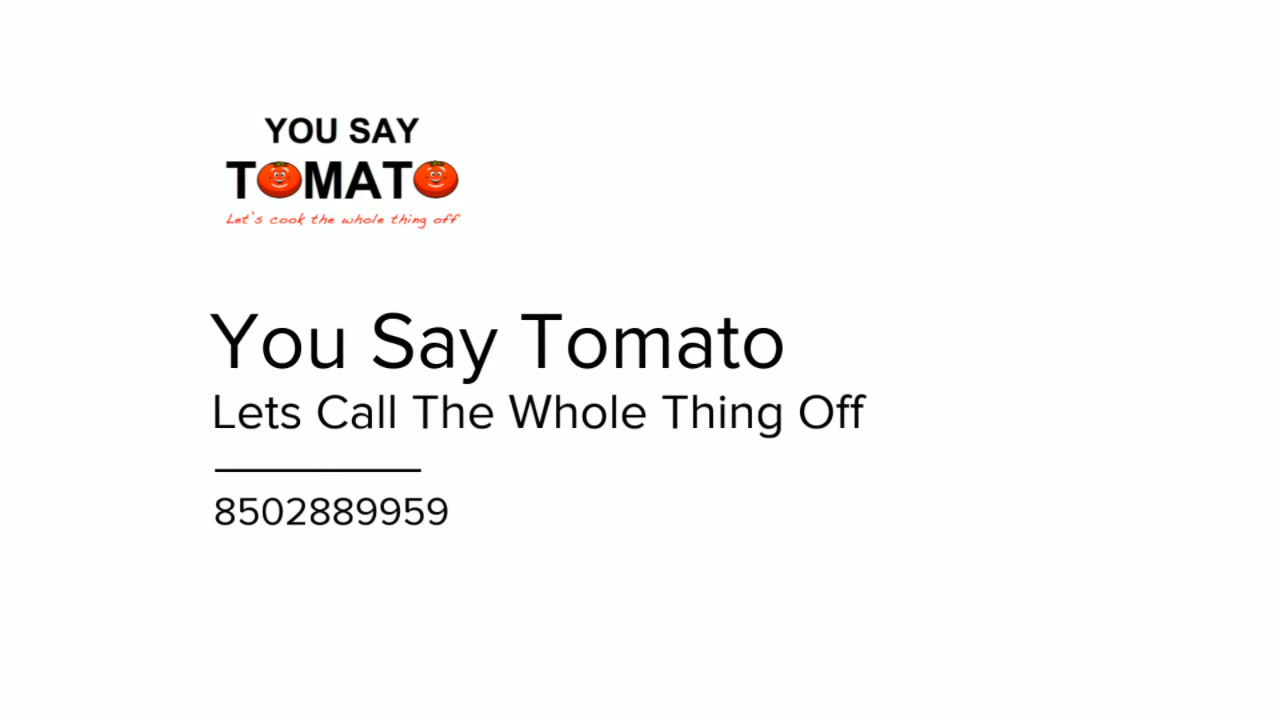 YOU SAY
TOMATO
Let's cook the whole thing off
You Say Tomato
Lets Call The Whole Thing Off
8502889959